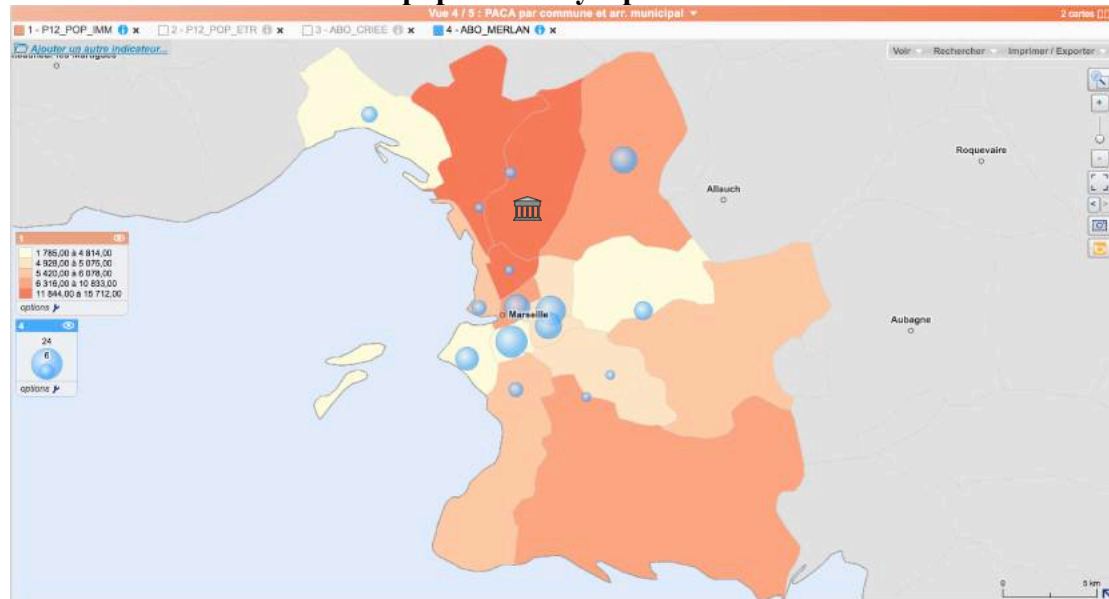 Vue 4 / 5 : PACA par commune et arr. municipal
2 cartes
1 - P12_POP_IMM x 2 - P12_POP_ETR x 3 - ABO_CRIEE x 4 - ABO_MERLAN x
Ajouter un autre indicateur...
Voir Rechercher Imprimer / Exporter
Roquevaire
Allauch
1
1 785,00 à 4 814,00
4 928,00 à 5 075,00
5 420,00 à 6 078,00
6 316,00 à 10 833,00
11 844,00 à 15 712,00
options
Marseille
Aubagne
4
24
6
options
0 5 km